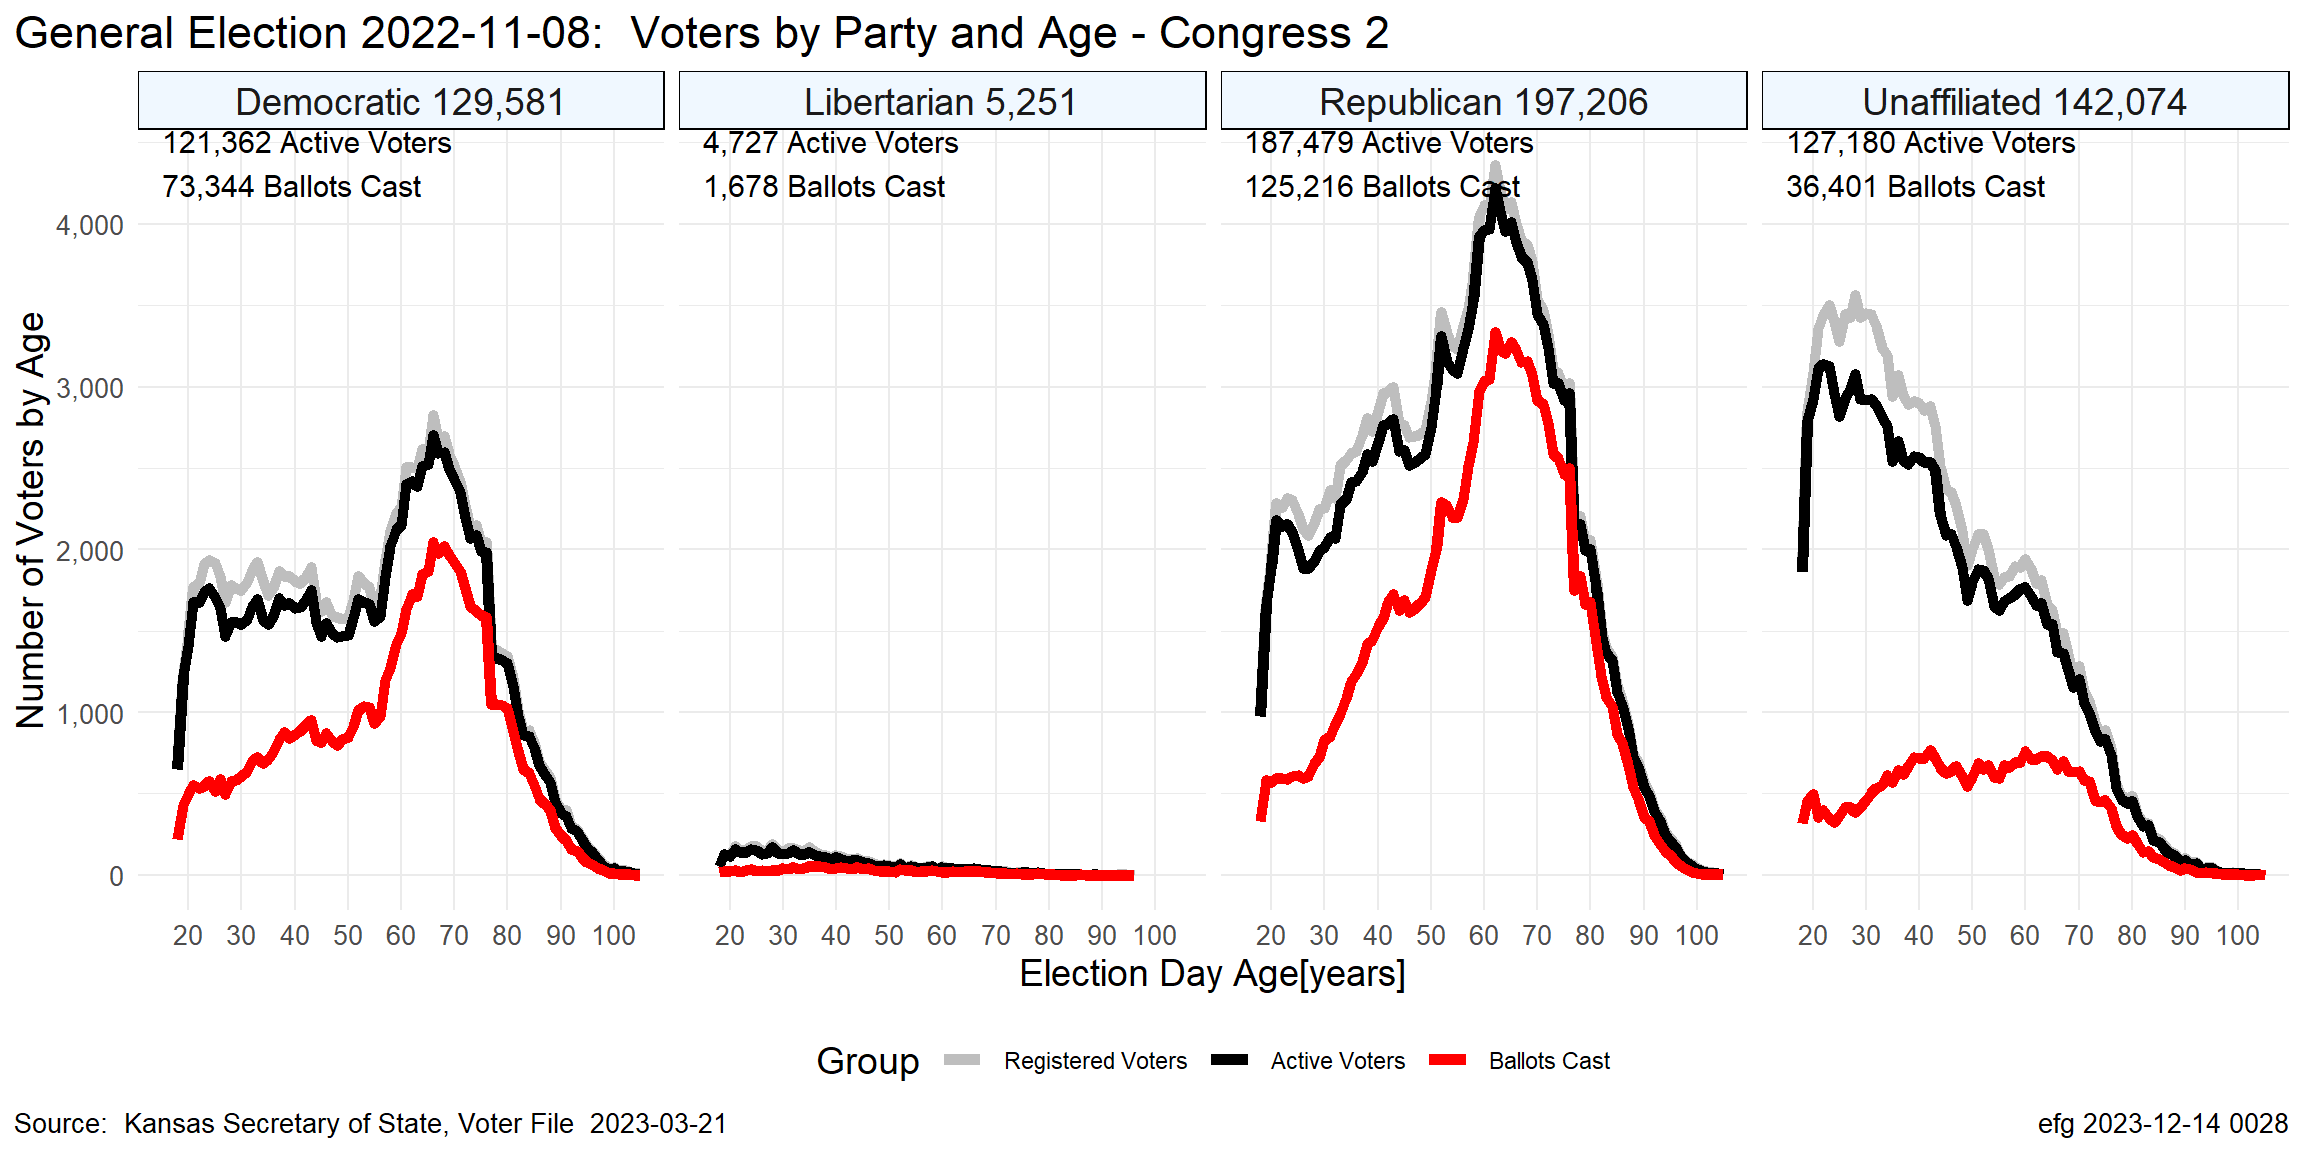 General Election 2022-11-08:  Voters by Party and Age - Congress 2
Democratic 129,581
Libertarian 5,251
Republican 197,206
Unaffiliated 142,074
121,362 Active Voters
73,344 Ballots Cast
4,727 Active Voters
1,678 Ballots Cast
187,479 Active Voters
125,216 Ballots Cast
127,180 Active Voters
36,401 Ballots Cast
Number of Voters by Age
4,000
3,000
2,000
1,000
0
20 30 40 50 60 70 80 90 100
20 30 40 50 60 70 80 90 100
20 30 40 50 60 70 80 90 100
20 30 40 50 60 70 80 90 100
Election Day Age[years]
Group Registered Voters Active Voters Ballots Cast
Source:  Kansas Secretary of State, Voter File  2023-03-21
efg 2023-12-14 0028